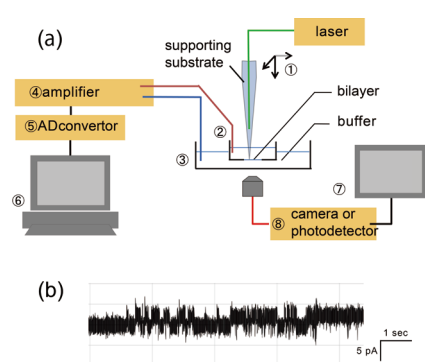 (a)
laser
supporting
substrate
①
④amplifier
bilayer
②
buffer
⑤ADconvertor
③
⑥
⑦
⑧
camera or
photodetector
(b)
1 sec
5 pA